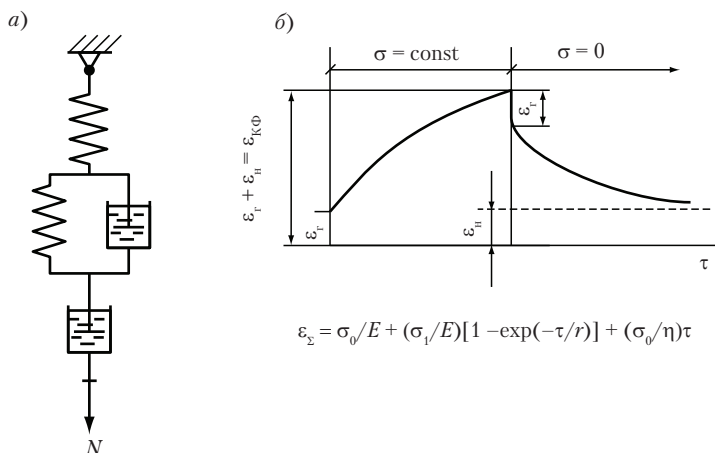 а)
б)
σ = const
σ = 0
ε_г
ε_г + ε_н = ε_КФ
ε_г
ε_н
τ
N
ε_Σ = σ_0/E + (σ_1/E)[1 –exp(–τ/r)] + (σ_0/η)τ